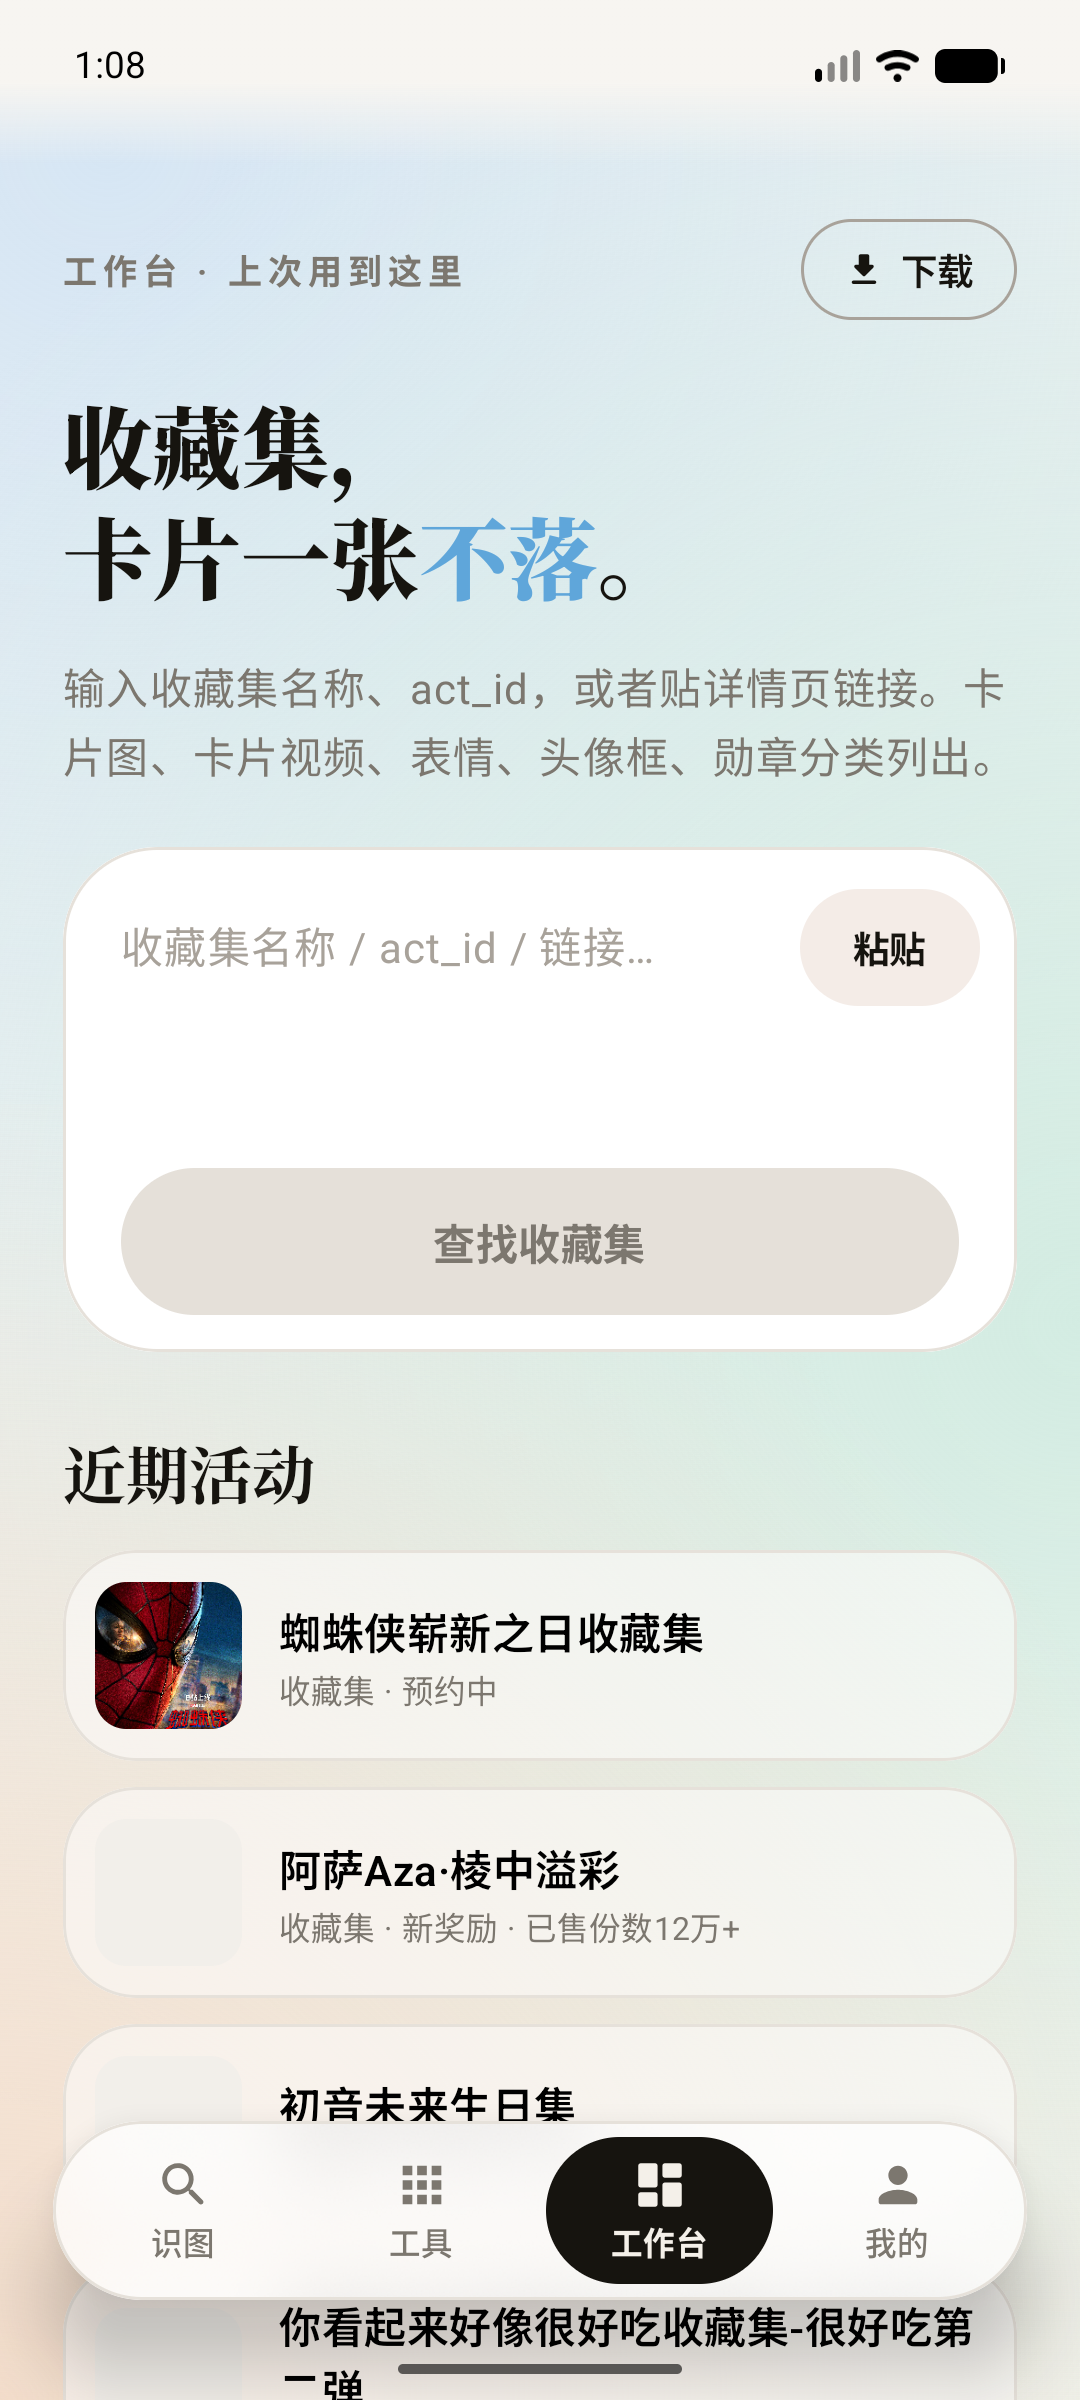 1:08
工作台 · 上次用到这里
下载
收藏集,
卡片一张不落。
输入收藏集名称、act_id，或者贴详情页链接。卡
片图、卡片视频、表情、头像框、勋章分类列出。
收藏集名称 / act_id / 链接...
粘贴
查找收藏集
近期活动
蜘蛛侠崭新之日收藏集
收藏集 · 预约中
阿萨Aza·棱中溢彩
收藏集 · 新奖励 · 已售份数12万+
初音未来生日集
识图
工具
工作台
我的
你看起来好像很好吃收藏集-很好吃第
二弹